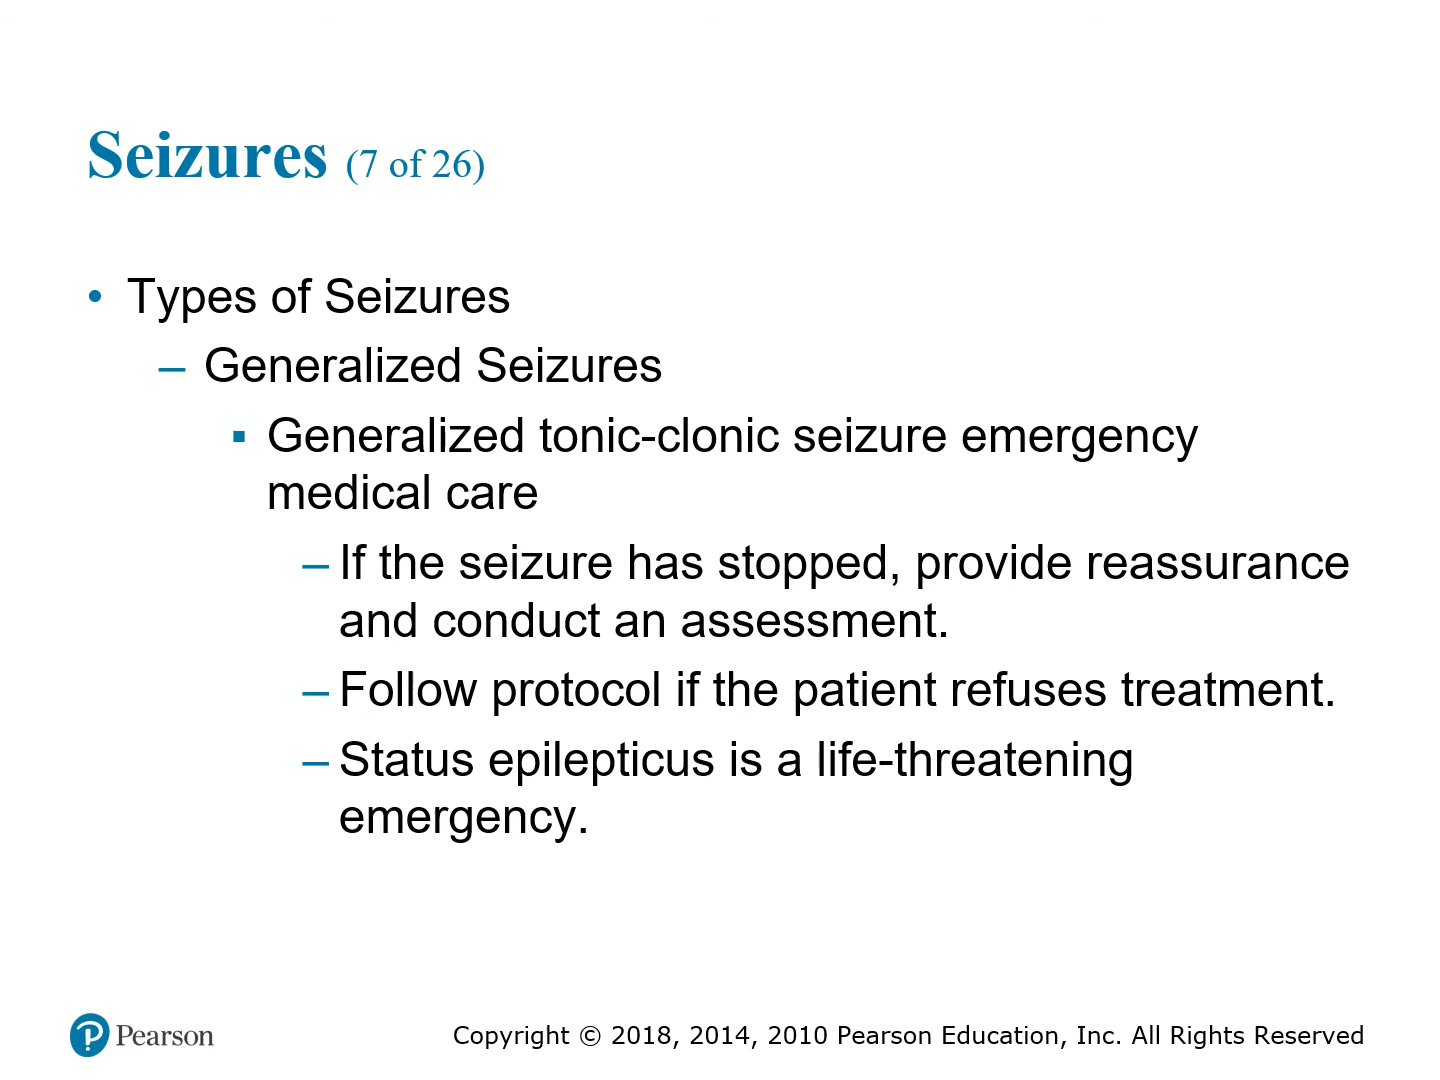 Seizures (7 of 26)
• Types of Seizures
– Generalized Seizures
▪ Generalized tonic-clonic seizure emergency
medical care
– If the seizure has stopped, provide reassurance
and conduct an assessment.
– Follow protocol if the patient refuses treatment.
– Status epilepticus is a life-threatening
emergency.
Pearson
Copyright © 2018, 2014, 2010 Pearson Education, Inc. All Rights Reserved